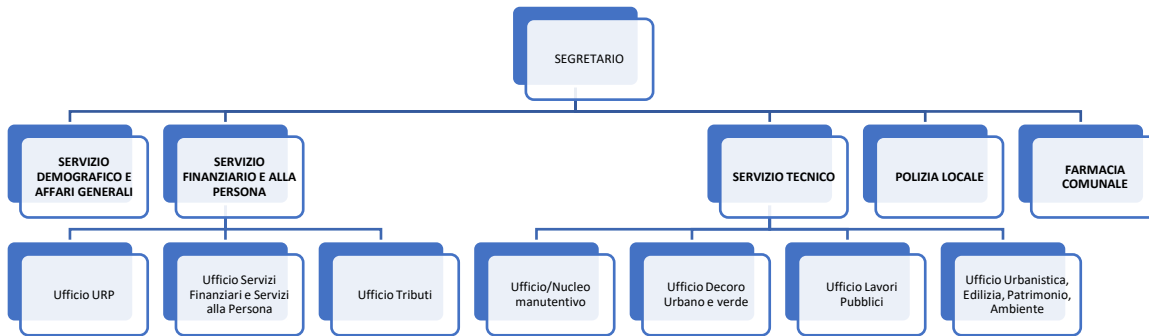 SEGRETARIO
SERVIZIO
DEMOGRAFICO E
AFFARI GENERALI
SERVIZIO
FINANZIARIO E ALLA
PERSONA
SERVIZIO TECNICO
POLIZIA LOCALE
FARMACIA
COMUNALE
Ufficio URP
Ufficio Servizi
Finanziari e Servizi
alla Persona
Ufficio Tributi
Ufficio/Nucleo
manutentivo
Ufficio Decoro
Urbano e verde
Ufficio Lavori
Pubblici
Ufficio Urbanistica,
Edilizia, Patrimonio,
Ambiente